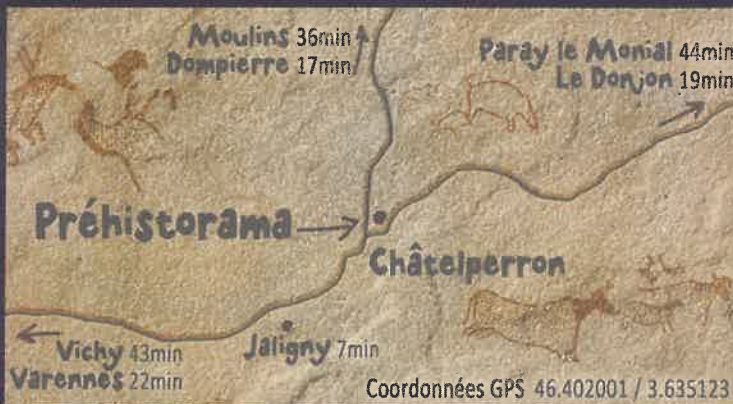 Moulins 36min
Dompierre 17min
Paray le Monial 44min
Le Donjon 19min
Préhistorama
Châtelperron
Vichy 43min
Varennes 22min
Jaligny 7min
Coordonnées GPS 46.402001 / 3.635123